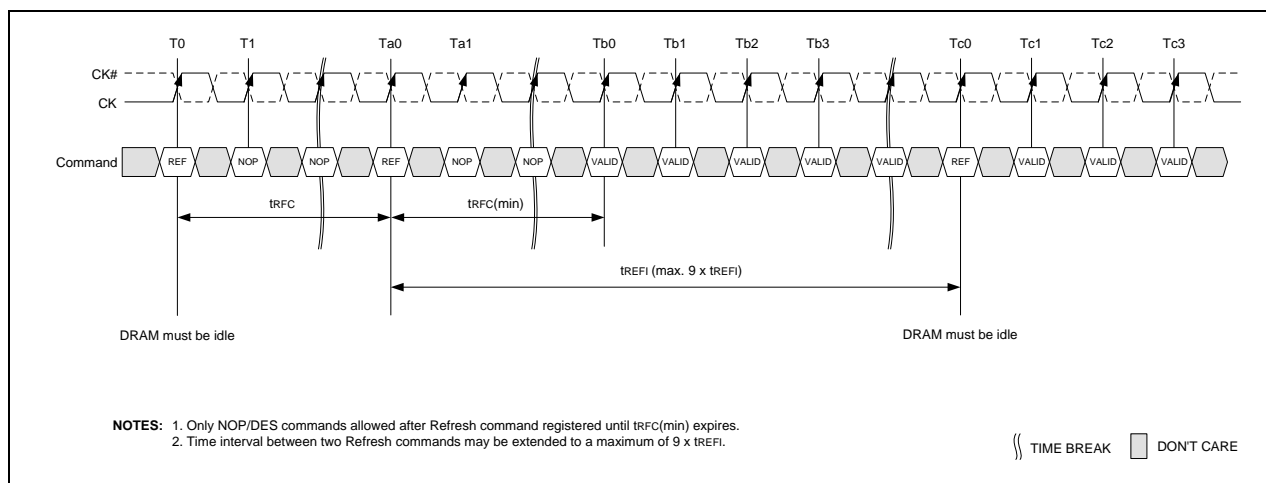 T0 T1 Ta0 Ta1 Tb0 Tb1 Tb2 Tb3 Tc0 Tc1 Tc2 Tc3
CK#
CK
Command REF NOP NOP REF NOP NOP VALID VALID VALID VALID VALID REF VALID VALID VALID
tRFC tRFC(min)
tREFI (max. 9 x tREFI)
DRAM must be idle DRAM must be idle
NOTES: 1. Only NOP/DES commands allowed after Refresh command registered until tRFC(min) expires.
2. Time interval between two Refresh commands may be extended to a maximum of 9 x tREFI.
TIME BREAK DON'T CARE